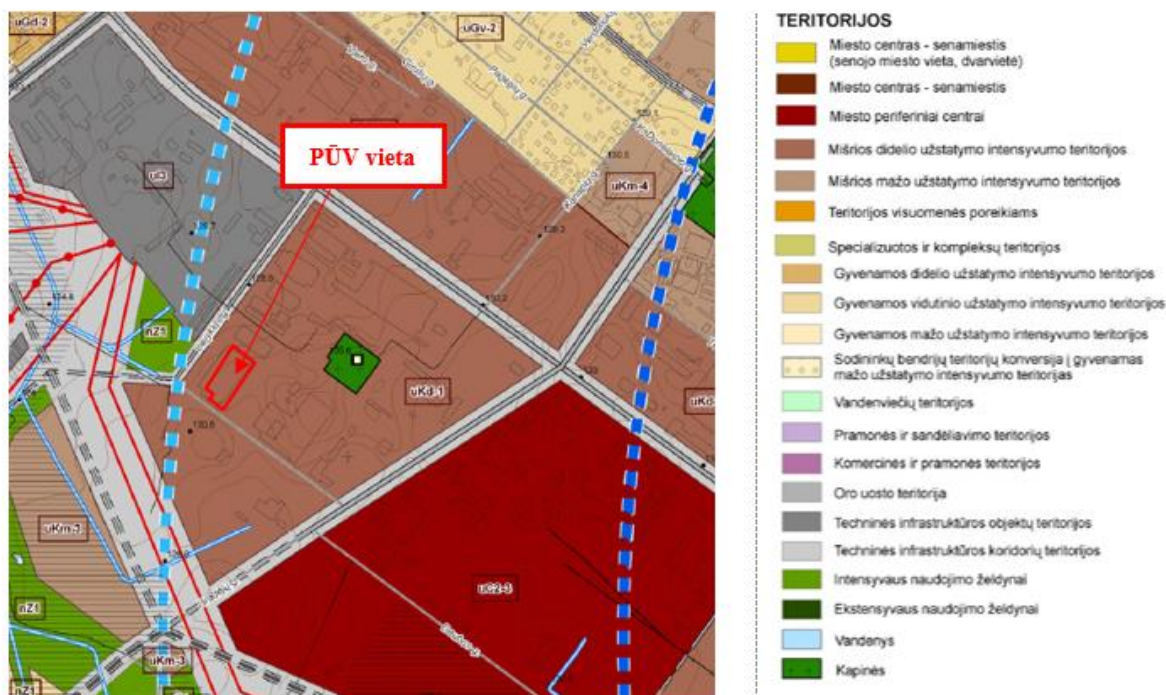 uGd-2
uGv-2
PŪV vieta
uKm-4
nZ1
uKd-1
uKm-3
uC2-3
nZ1
uKm-3
nZ1
TERITORIJOS
Miesto centras - senamiestis
(senojo miesto vieta, dvarvietė)
Miesto centras - senamiestis
Miesto periferiniai centrai
Mišrios didelio užstatymo intensyvumo teritorijos
Mišrios mažo užstatymo intensyvumo teritorijos
Teritorijos visuomenės poreikiams
Specializuotos ir kompleksų teritorijos
Gyvenamos didelio užstatymo intensyvumo teritorijos
Gyvenamos vidutinio užstatymo intensyvumo teritorijos
Gyvenamos mažo užstatymo intensyvumo teritorijos
Sodininkų bendrijų teritorijų konversija į gyvenamas
mažo užstatymo intensyvumo teritorijas
Vandenviečių teritorijos
Pramonės ir sandėliavimo teritorijos
Komercinės ir pramonės teritorijos
Oro uosto teritorija
Techninės infrastruktūros objektų teritorijos
Techninės infrastruktūros koridorių teritorijos
Intensyvaus naudojimo želdynai
Ekstensyvaus naudojimo želdynai
Vandenys
Kapinės